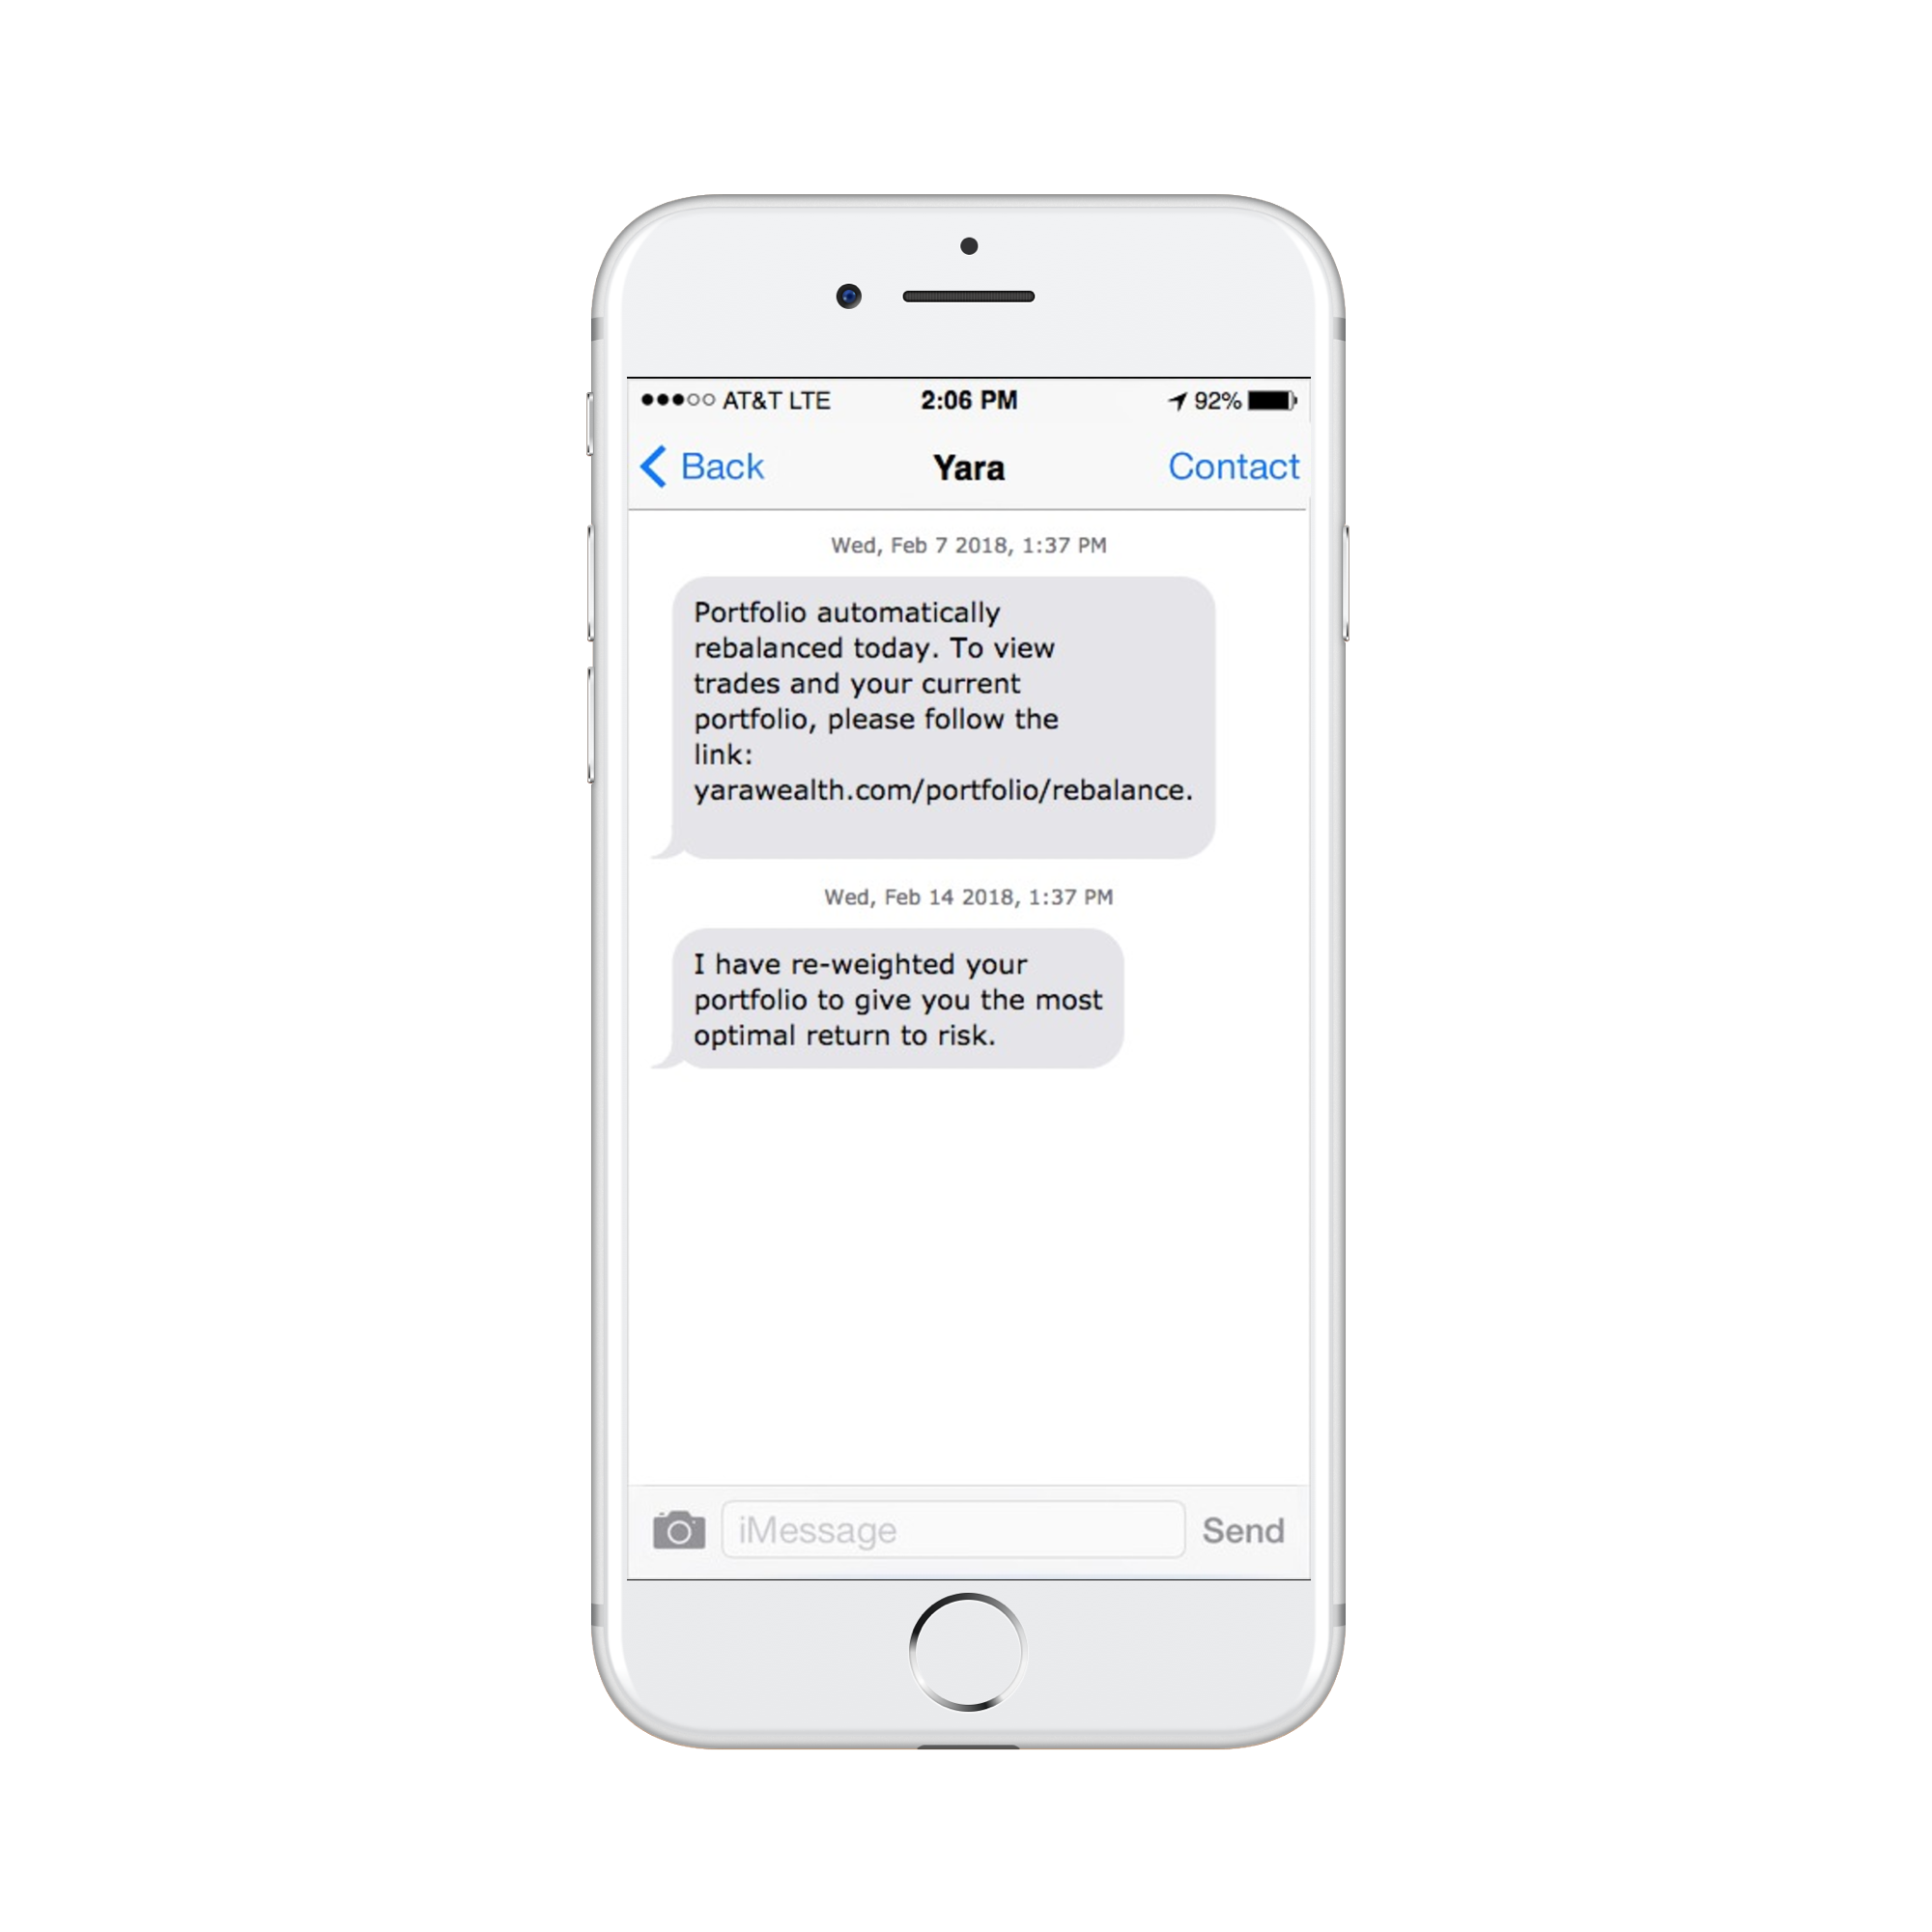 AT&T LTE 2:06 PM 92%
Back Yara Contact
Wed, Feb 7 2018, 1:37 PM
Portfolio automatically
rebalanced today. To view
trades and your current
portfolio, please follow the
link:
yarawealth.com/portfolio/rebalance.
Wed, Feb 14 2018, 1:37 PM
I have re-weighted your
portfolio to give you the most
optimal return to risk.
iMessage Send